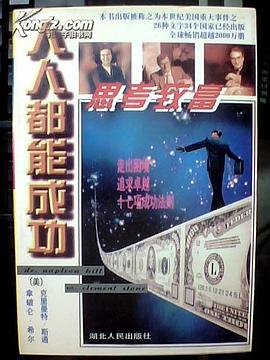 Kongfz.com
本书出版被称之为本世纪美国重大事件之一
26种文字34个国家已经出版
全球畅销超越2000万册
人人都能成功
思考致富
走出困境
追求卓越
十七项成功法则
dr. napoleon hill
w. clement stone
(美)
克里曼特·斯通
拿破仑·希尔
湖北人民出版社